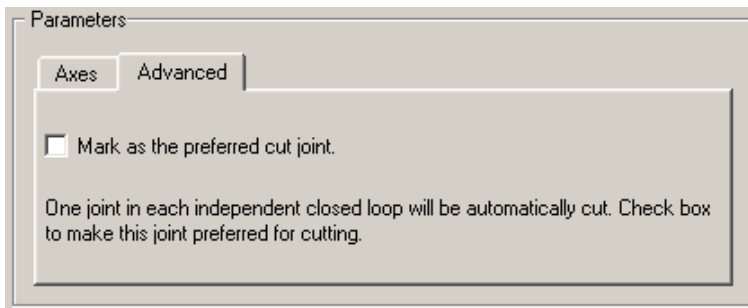 Parameters
Axes
Advanced
Mark as the preferred cut joint.
One joint in each independent closed loop will be automatically cut. Check box
to make this joint preferred for cutting.